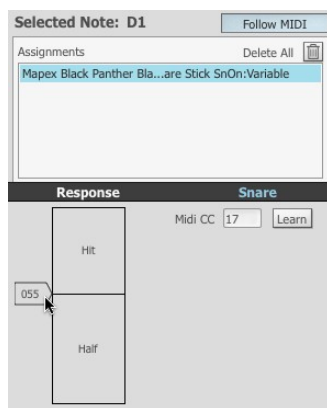 Selected Note: D1 Follow MIDI
Assignments Delete All
Mapex Black Panther Bla...are Stick SnOn:Variable
Response Snare
Midi CC 17 Learn
Hit
055
Half